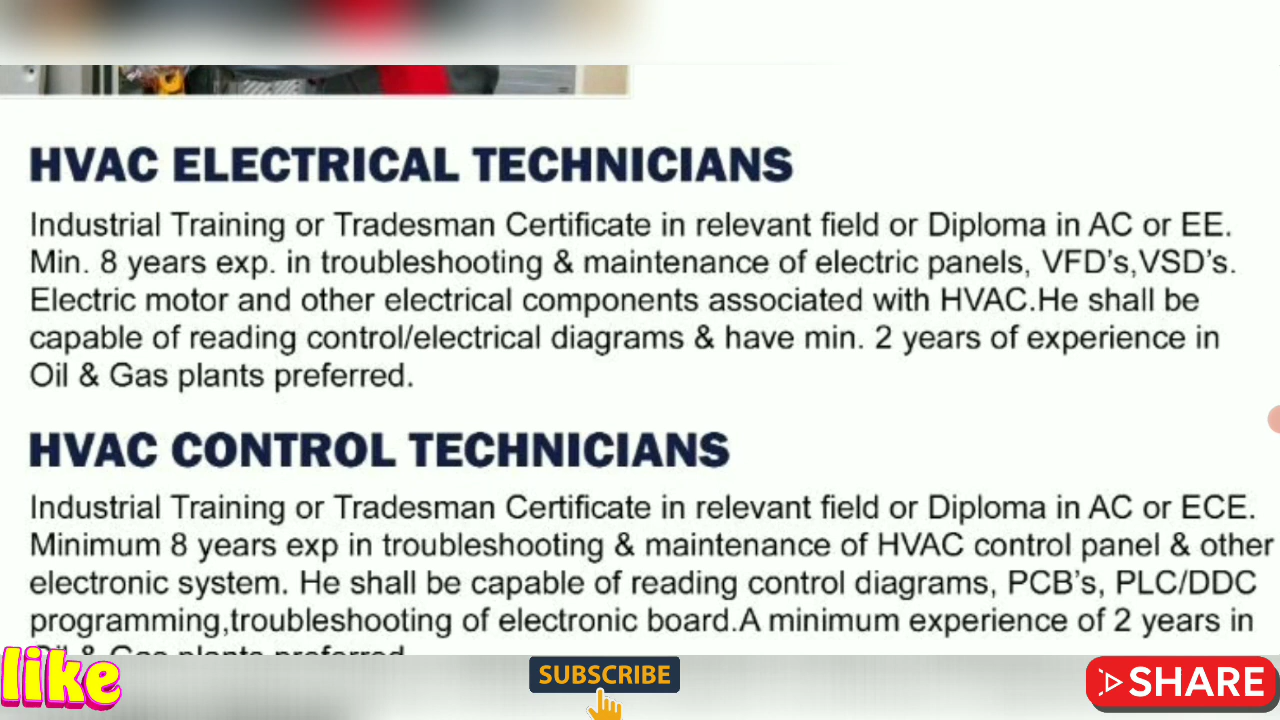 HVAC ELECTRICAL TECHNICIANS
Industrial Training or Tradesman Certificate in relevant field or Diploma in AC or EE.
Min. 8 years exp. in troubleshooting & maintenance of electric panels, VFD's,VSD's.
Electric motor and other electrical components associated with HVAC.He shall be
capable of reading control/electrical diagrams & have min. 2 years of experience in
Oil & Gas plants preferred.
HVAC CONTROL TECHNICIANS
Industrial Training or Tradesman Certificate in relevant field or Diploma in AC or ECE.
Minimum 8 years exp in troubleshooting & maintenance of HVAC control panel & other
electronic system. He shall be capable of reading control diagrams, PCB's, PLC/DDC
programming,troubleshooting of electronic board.A minimum experience of 2 years in
Oil & Gas plants preferred
like
SUBSCRIBE
SHARE